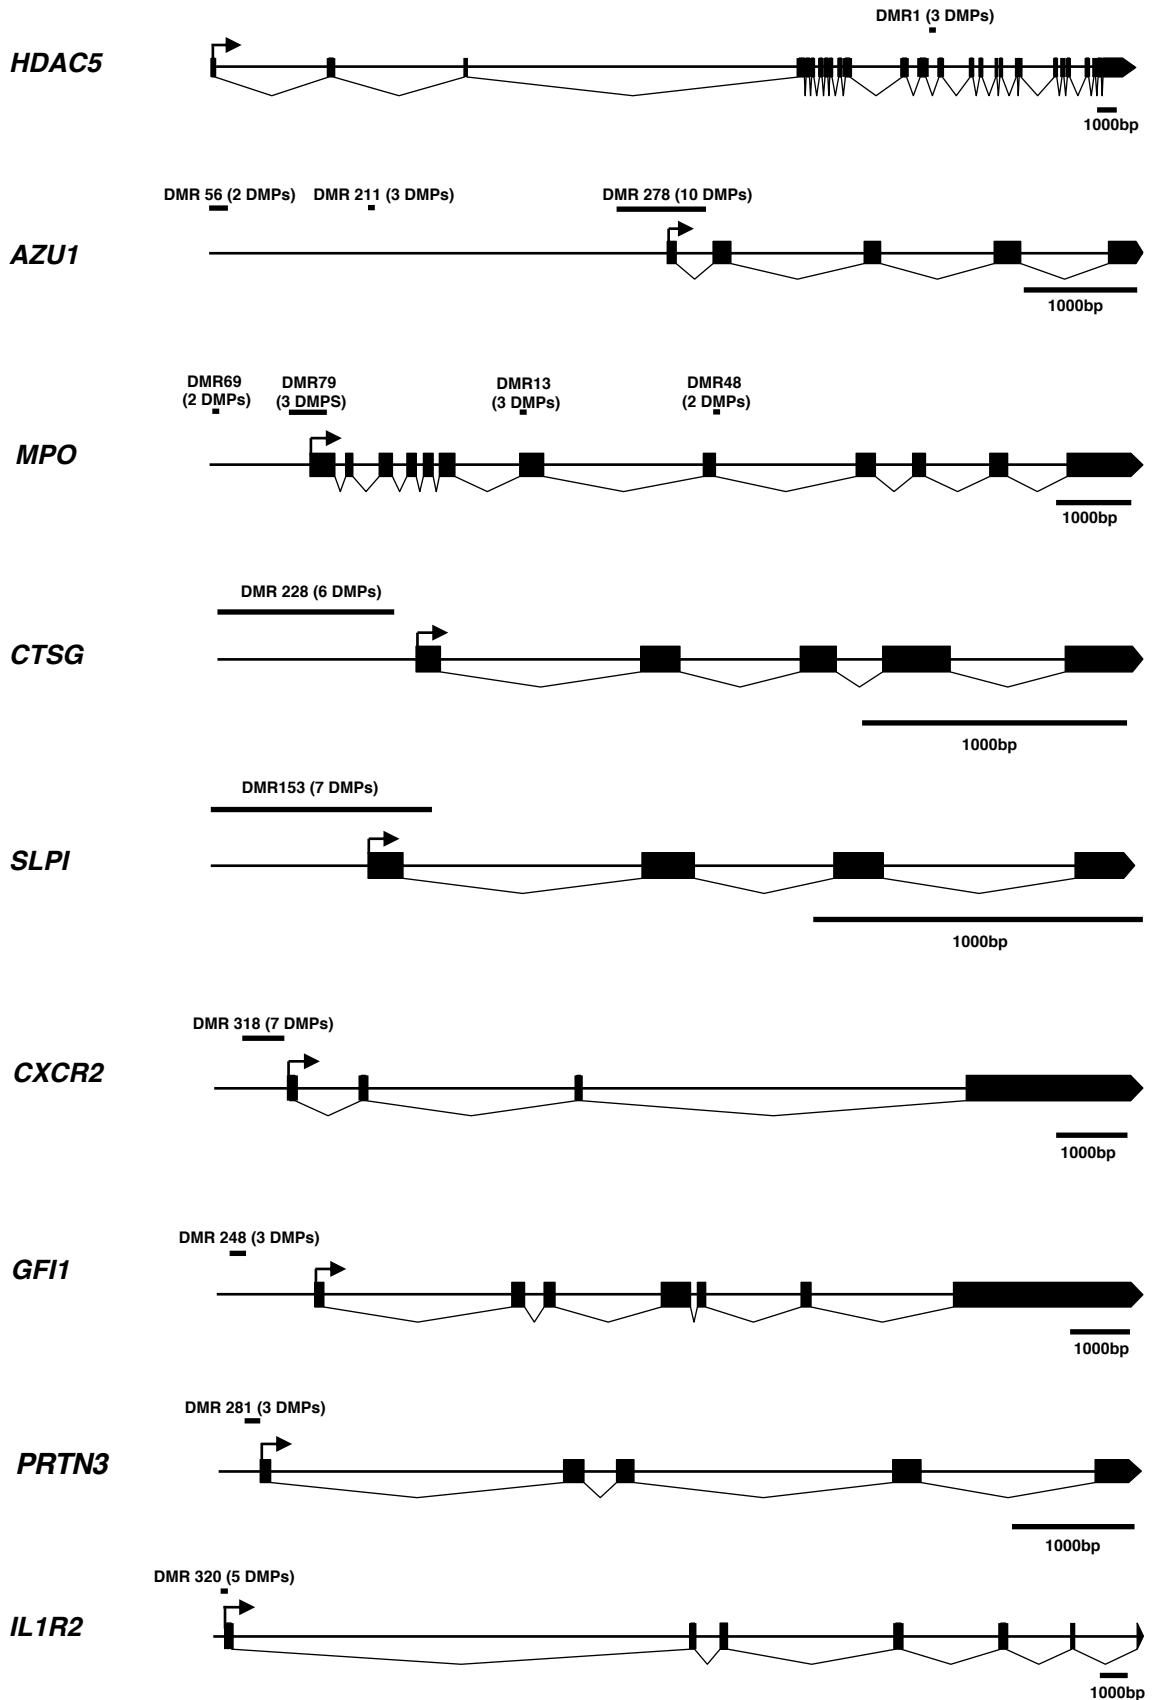 DMR1 (3 DMPs)
HDAC5
1000bp
DMR 56 (2 DMPs) DMR 211 (3 DMPs) DMR 278 (10 DMPs)
AZU1
1000bp
DMR69 DMR79 DMR13 DMR48
(2 DMPs) (3 DMPS) (3 DMPs) (2 DMPs)
MPO
1000bp
DMR 228 (6 DMPs)
CTSG
1000bp
DMR153 (7 DMPs)
SLPI
1000bp
DMR 318 (7 DMPs)
CXCR2
1000bp
DMR 248 (3 DMPs)
GFI1
1000bp
DMR 281 (3 DMPs)
PRTN3
1000bp
DMR 320 (5 DMPs)
IL1R2
1000bp